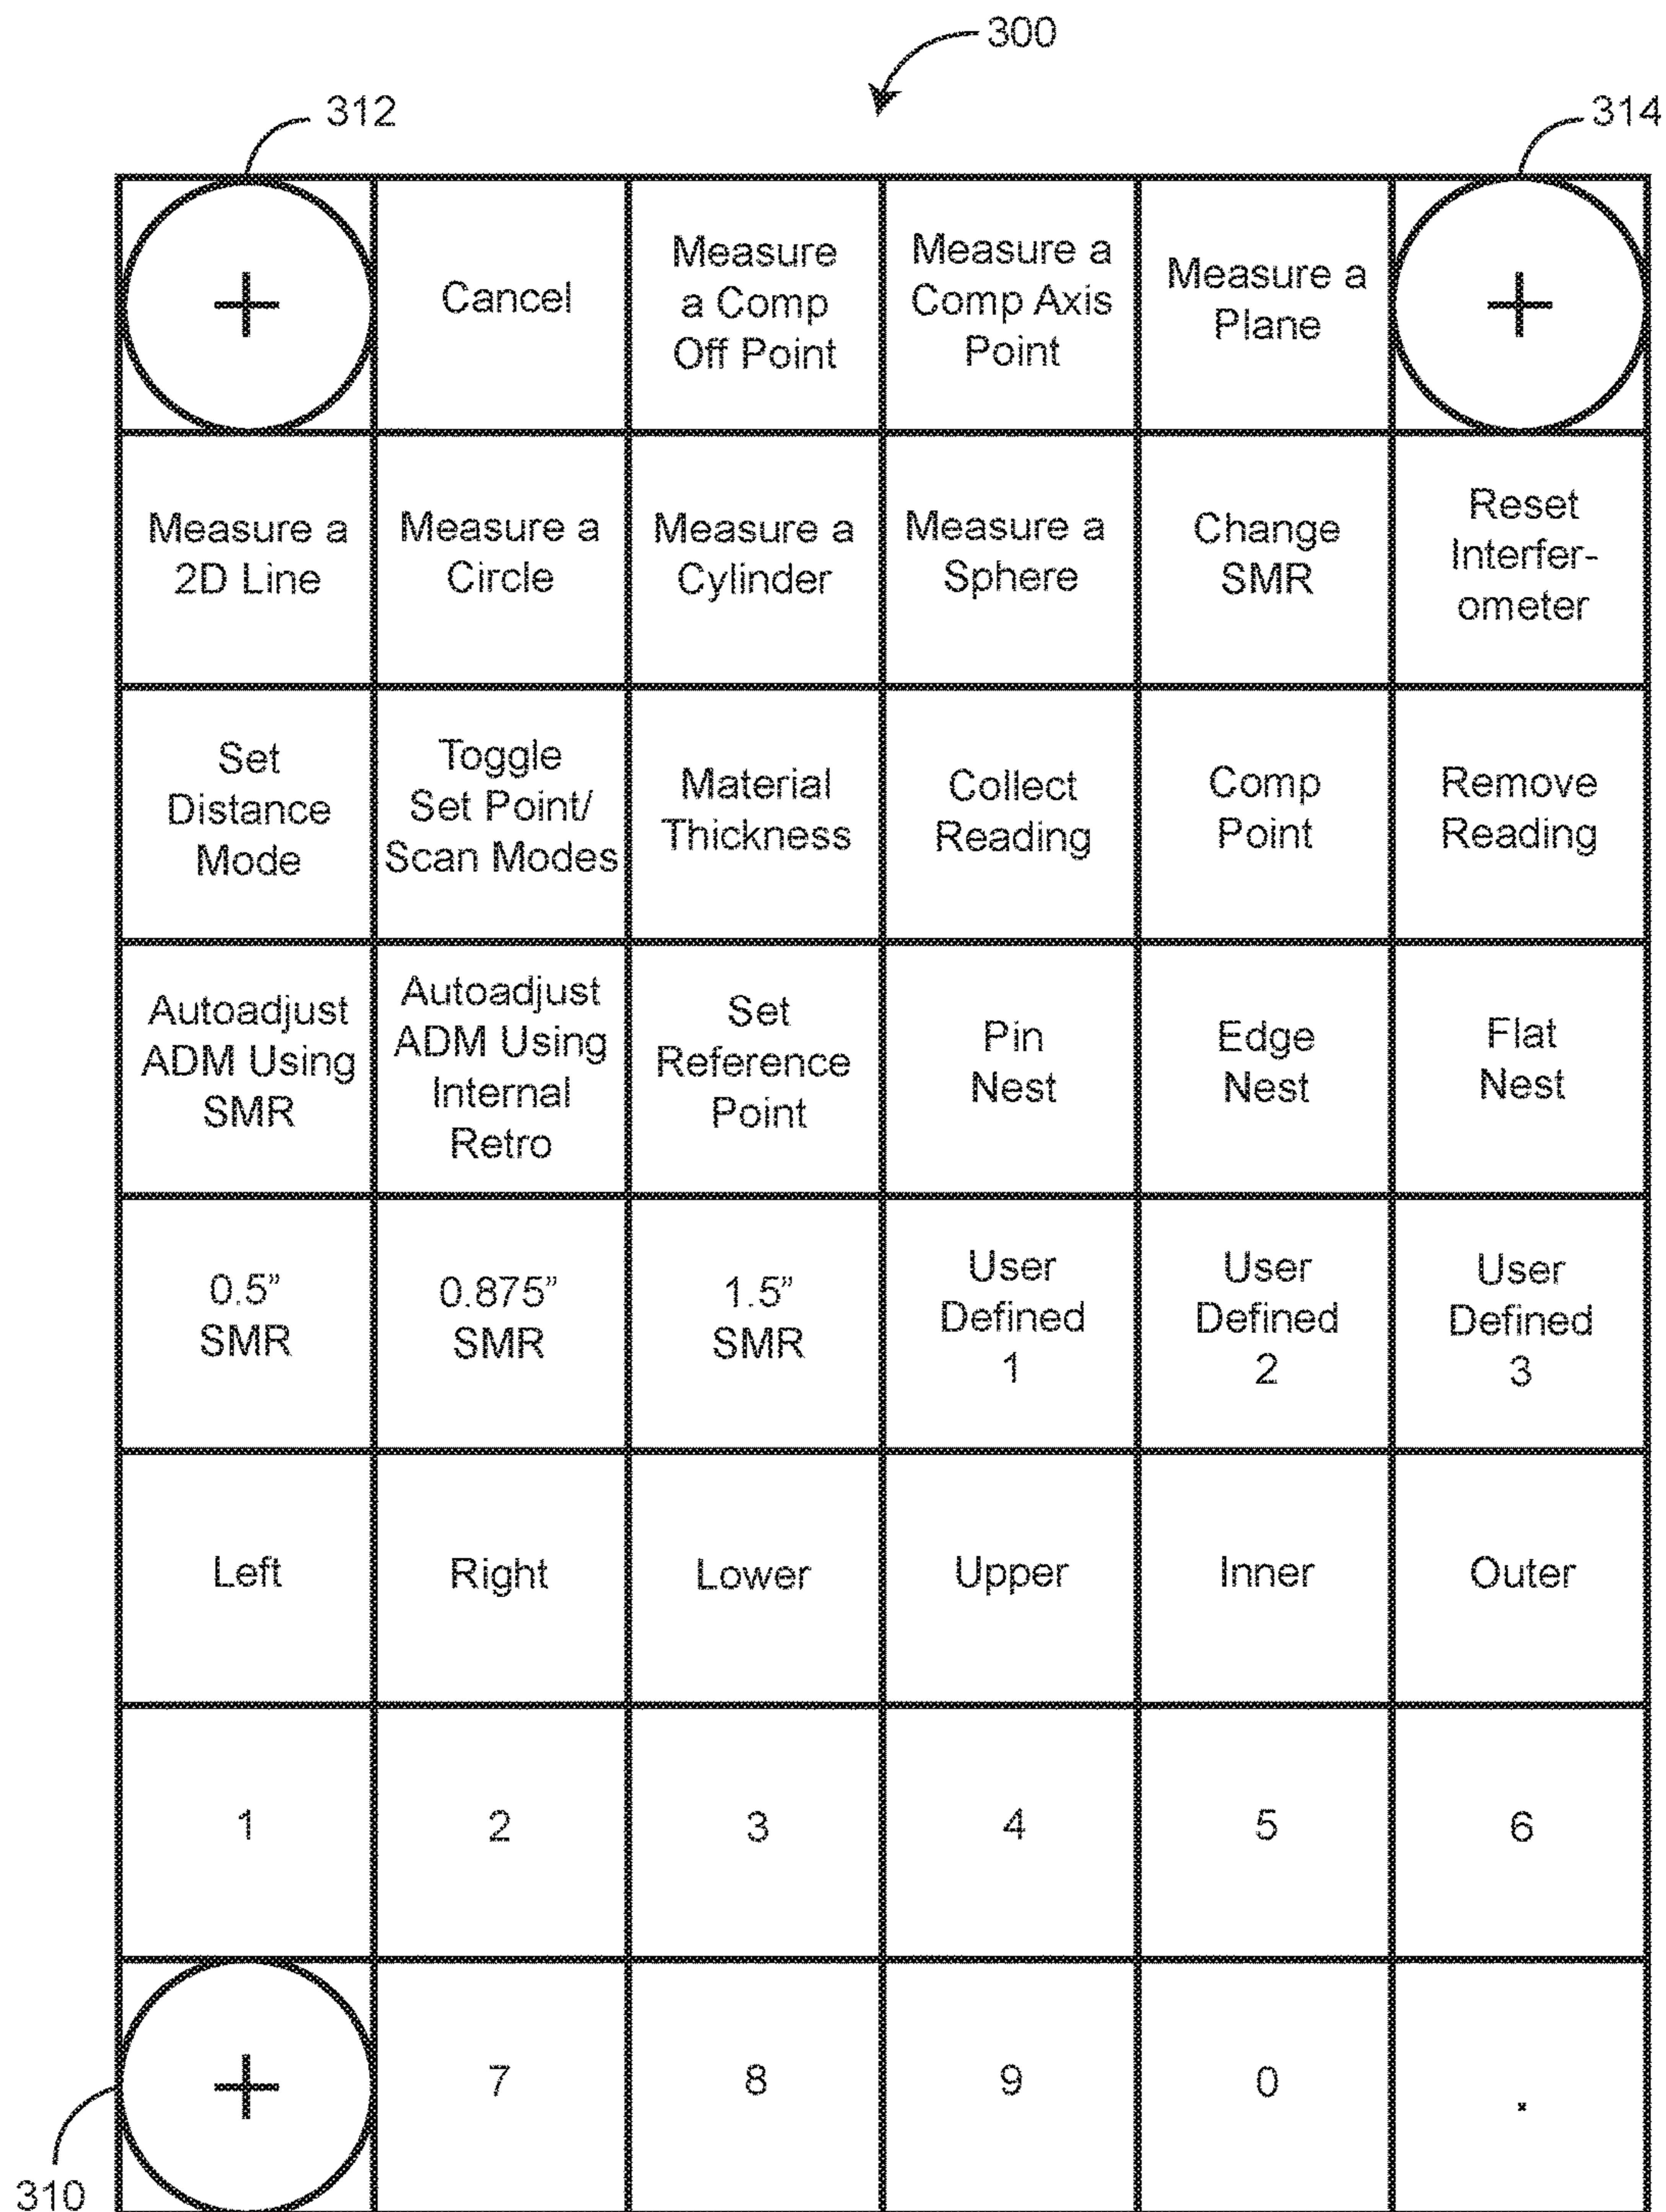 300
312
314
Cancel
Measure
a Comp
Off Point
Measure a
Comp Axis
Point
Measure a
Plane
Measure a
2D Line
Measure a
Circle
Measure a
Cylinder
Measure a
Sphere
Change
SMR
Reset
Interfer-
ometer
Set
Distance
Mode
Toggle
Set Point/
Scan Modes
Material
Thickness
Collect
Reading
Comp
Point
Remove
Reading
Autoadjust
ADM Using
SMR
Autoadjust
ADM Using
Internal
Retro
Set
Reference
Point
Pin
Nest
Edge
Nest
Flat
Nest
0.5”
SMR
0.875”
SMR
1.5”
SMR
User
Defined
1
User
Defined
2
User
Defined
3
Left
Right
Lower
Upper
Inner
Outer
1
2
3
4
5
6
7
8
9
0
.
310